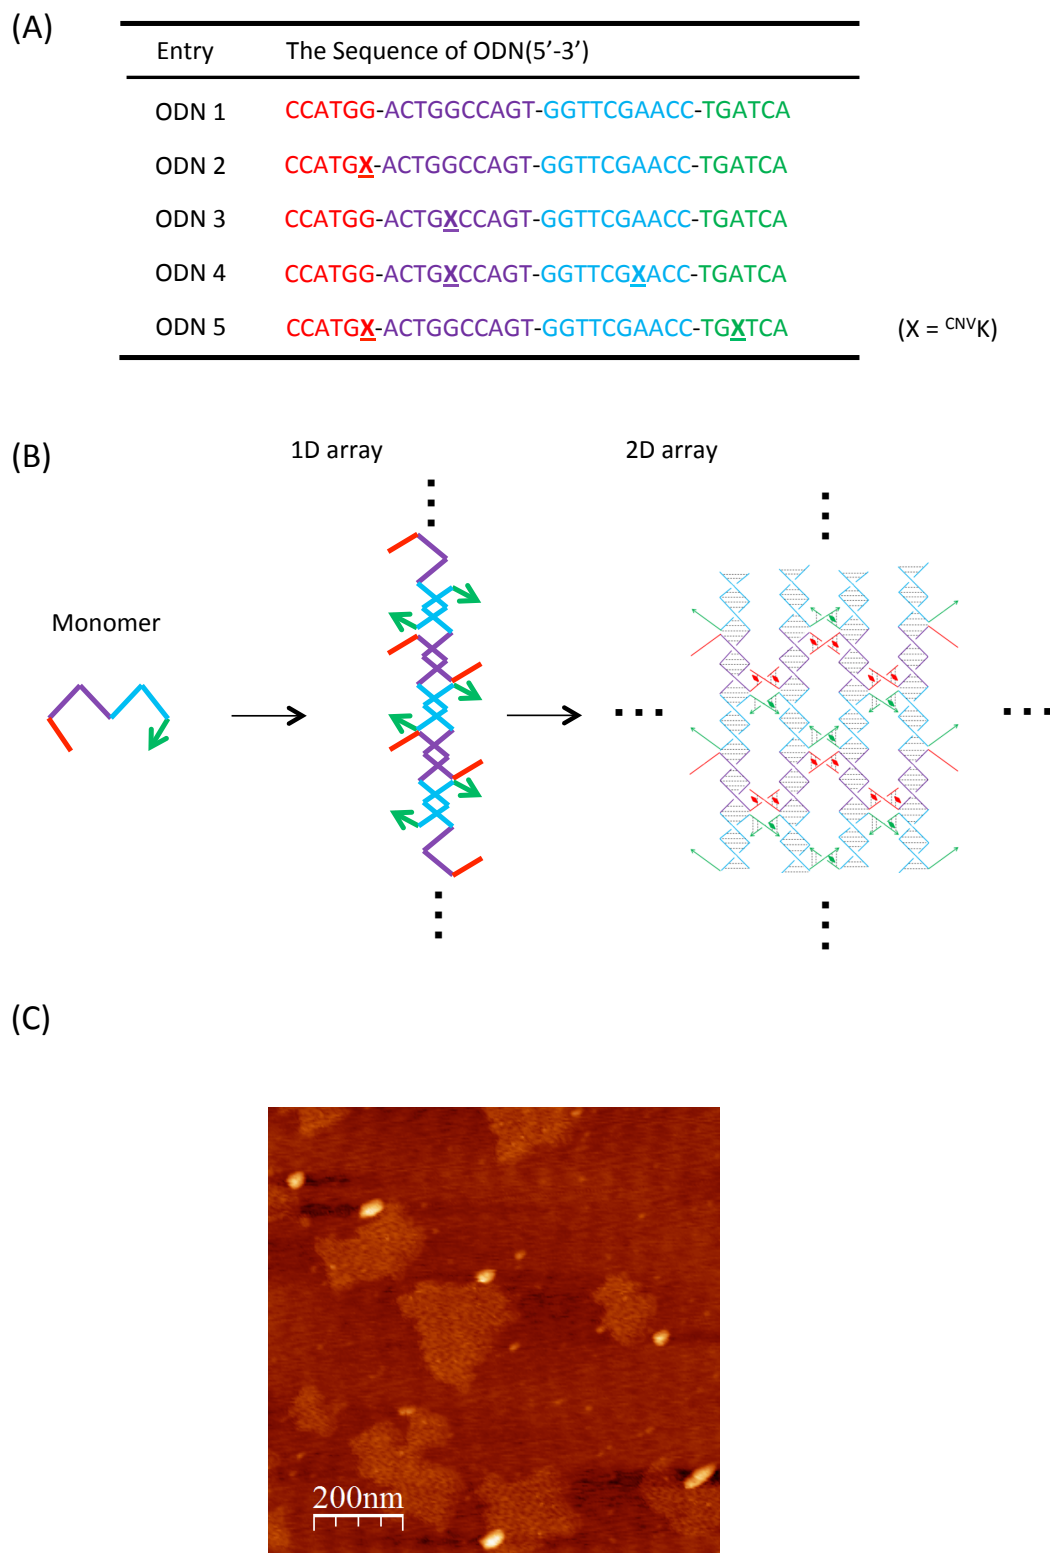 (A)
Entry The Sequence of ODN(5’-3’)
ODN 1 CCATGG-ACTGGCCAGT-GGTTCGAACC-TGATCA
ODN 2 CCATGX-ACTGGCCAGT-GGTTCGAACC-TGATCA
ODN 3 CCATGG-ACTGXCCAGT-GGTTCGAACC-TGATCA
ODN 4 CCATGG-ACTGXCCAGT-GGTTCGXACC-TGATCA
ODN 5 CCATGX-ACTGGCCAGT-GGTTCGAACC-TGXTCA (X = CNVK)
(B)
1D array 2D array
Monomer
(C)
200nm